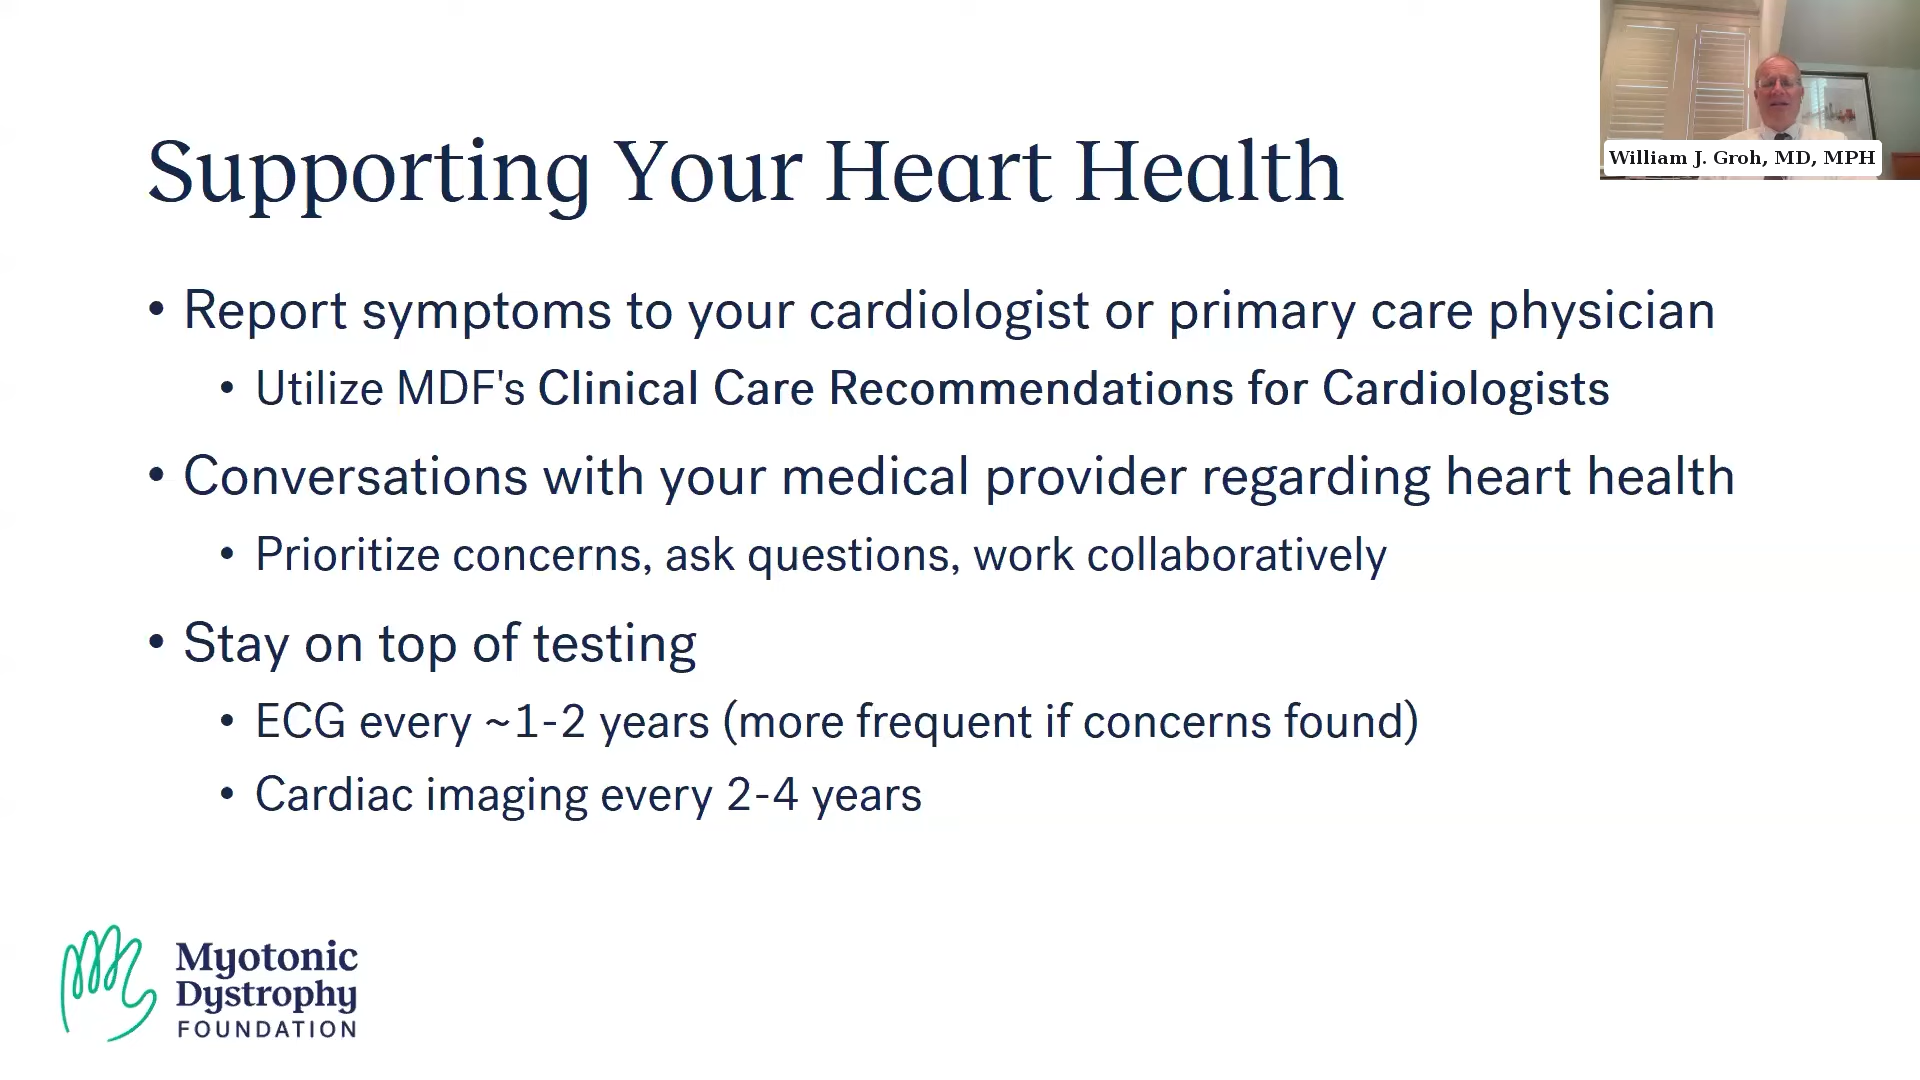 William J. Groh, MD, MPH
Supporting Your Heart Health
• Report symptoms to your cardiologist or primary care physician
• Utilize MDF's Clinical Care Recommendations for Cardiologists
• Conversations with your medical provider regarding heart health
• Prioritize concerns, ask questions, work collaboratively
• Stay on top of testing
• ECG every ~1-2 years (more frequent if concerns found)
• Cardiac imaging every 2-4 years
Myotonic
Dystrophy
FOUNDATION